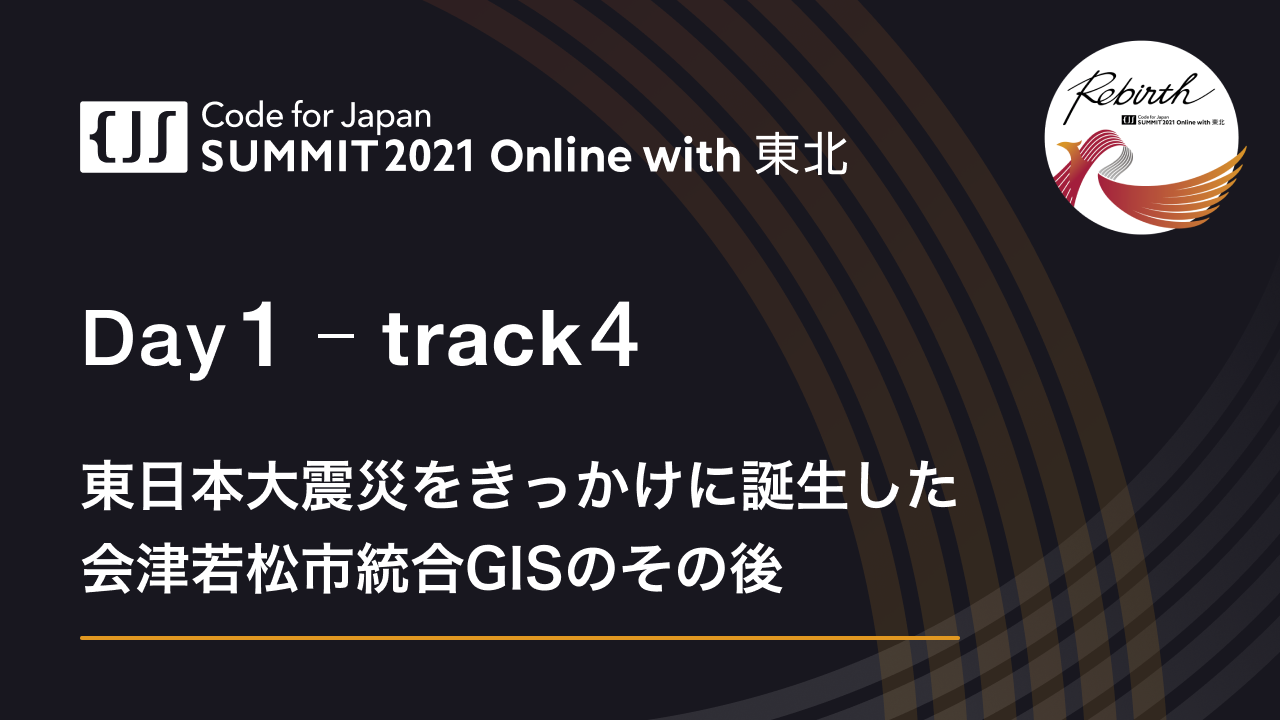 Code for Japan
SUMMIT 2021 Online with 東北
Rebirth
Code for Japan
SUMMIT2021 Online with 東北
Day1 – track4
東日本大震災をきっかけに誕生した
会津若松市統合GISのその後